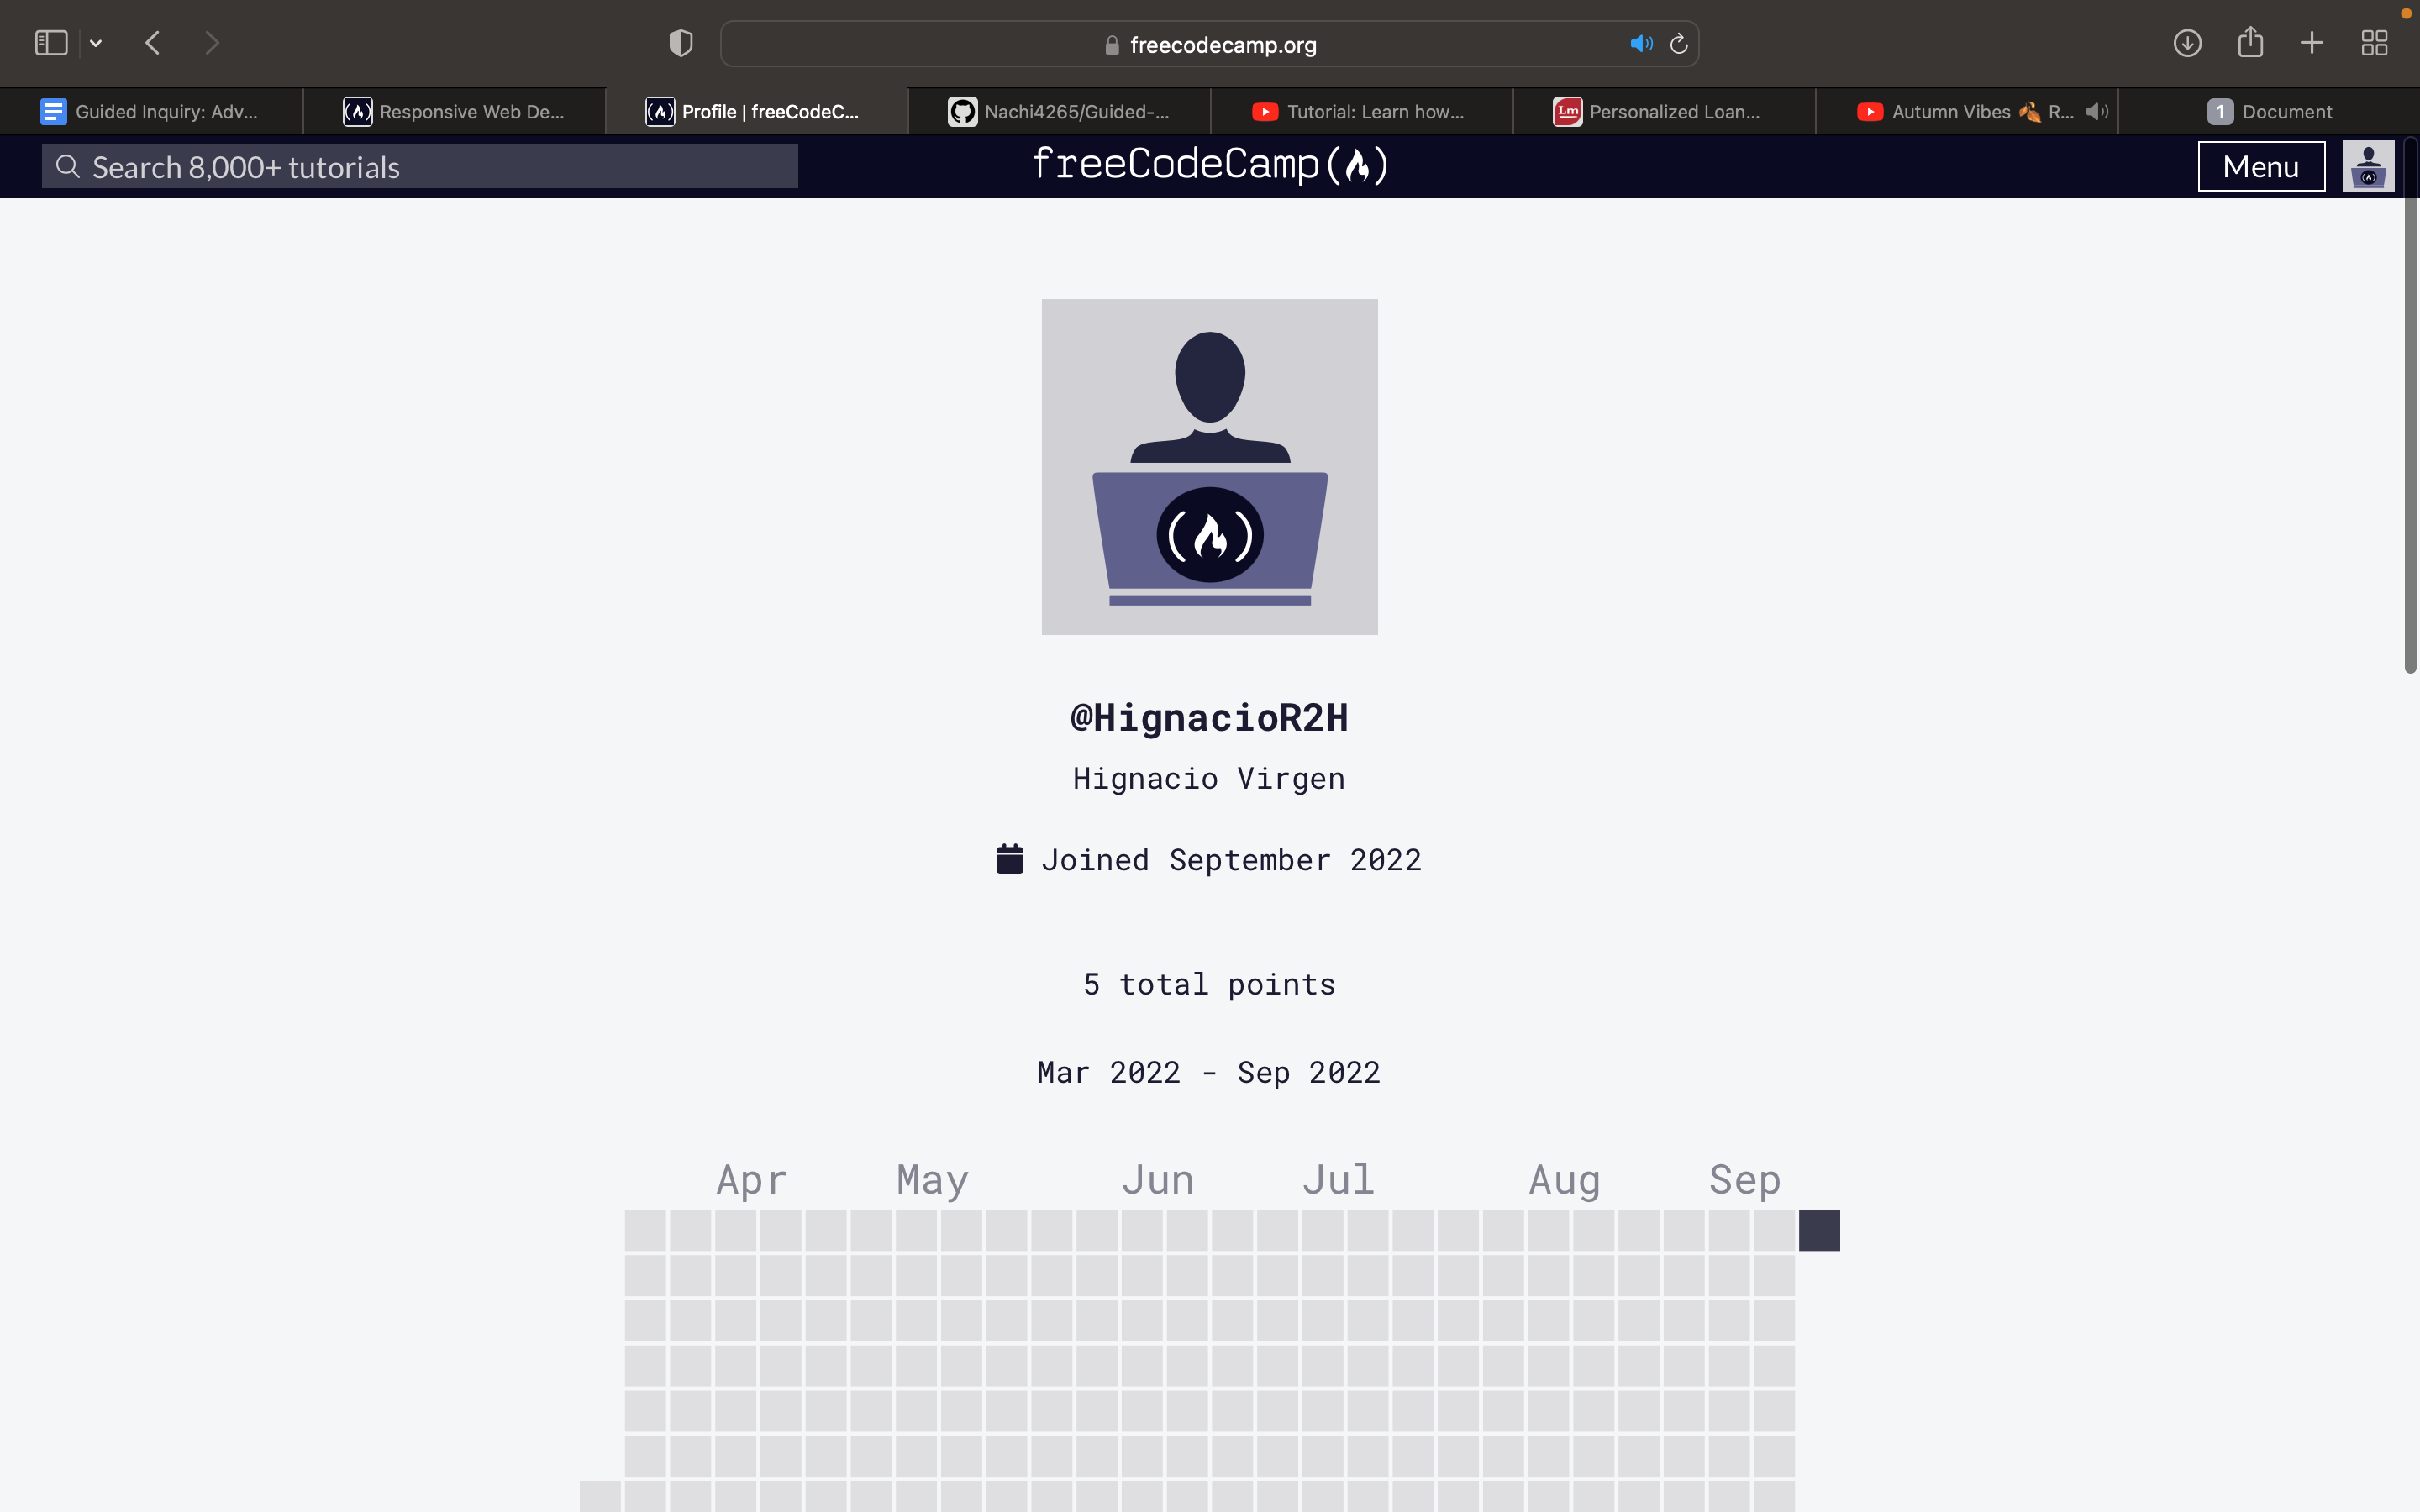 freecodecamp.org
Guided Inquiry: Adv...
Responsive Web De...
Profile | freeCodeC...
Nachi4265/Guided-...
Tutorial: Learn how...
Lm
Personalized Loan...
Autumn Vibes 🍂 R...
1
Document
Search 8,000+ tutorials
freeCodeCamp
Menu
@HignacioR2H
Hignacio Virgen
Joined September 2022
5 total points
Mar 2022 - Sep 2022
Apr May Jun Jul Aug Sep